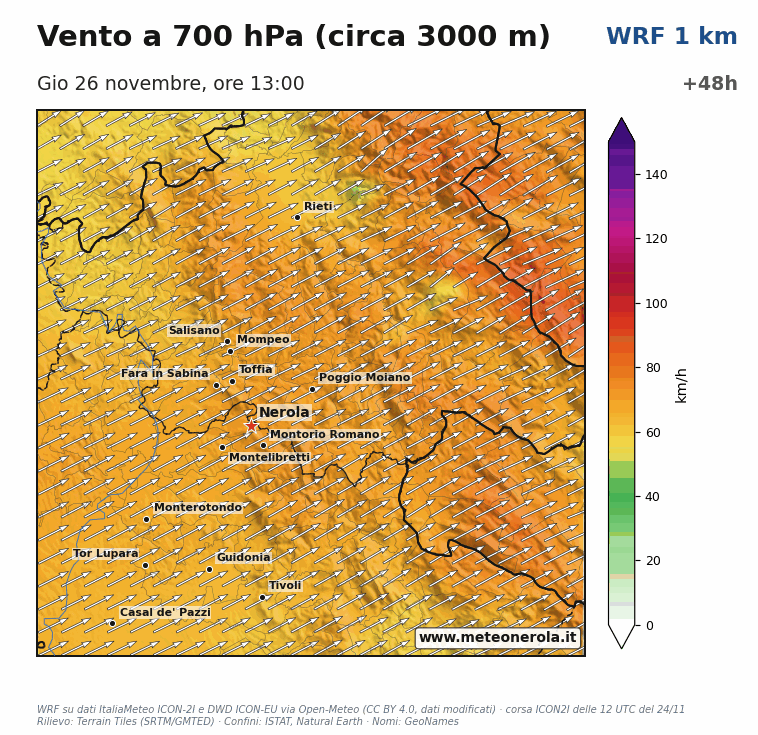 Vento a 700 hPa (circa 3000 m)
WRF 1 km
Gio 26 novembre, ore 13:00
+48h
Rieti
Salisano
Mompeo
Fara in Sabina
Toffia
Poggio Moiano
Nerola
Montorio Romano
Montelibretti
Monterotondo
Tor Lupara
Guidonia
Tivoli
Casal de' Pazzi
www.meteonerola.it
140
120
100
80
60
40
20
0
km/h
WRF su dati ItaliaMeteo ICON-2I e DWD ICON-EU via Open-Meteo (CC BY 4.0, dati modificati) · corsa ICON2I delle 12 UTC del 24/11
Rilievo: Terrain Tiles (SRTM/GMTED) · Confini: ISTAT, Natural Earth · Nomi: GeoNames